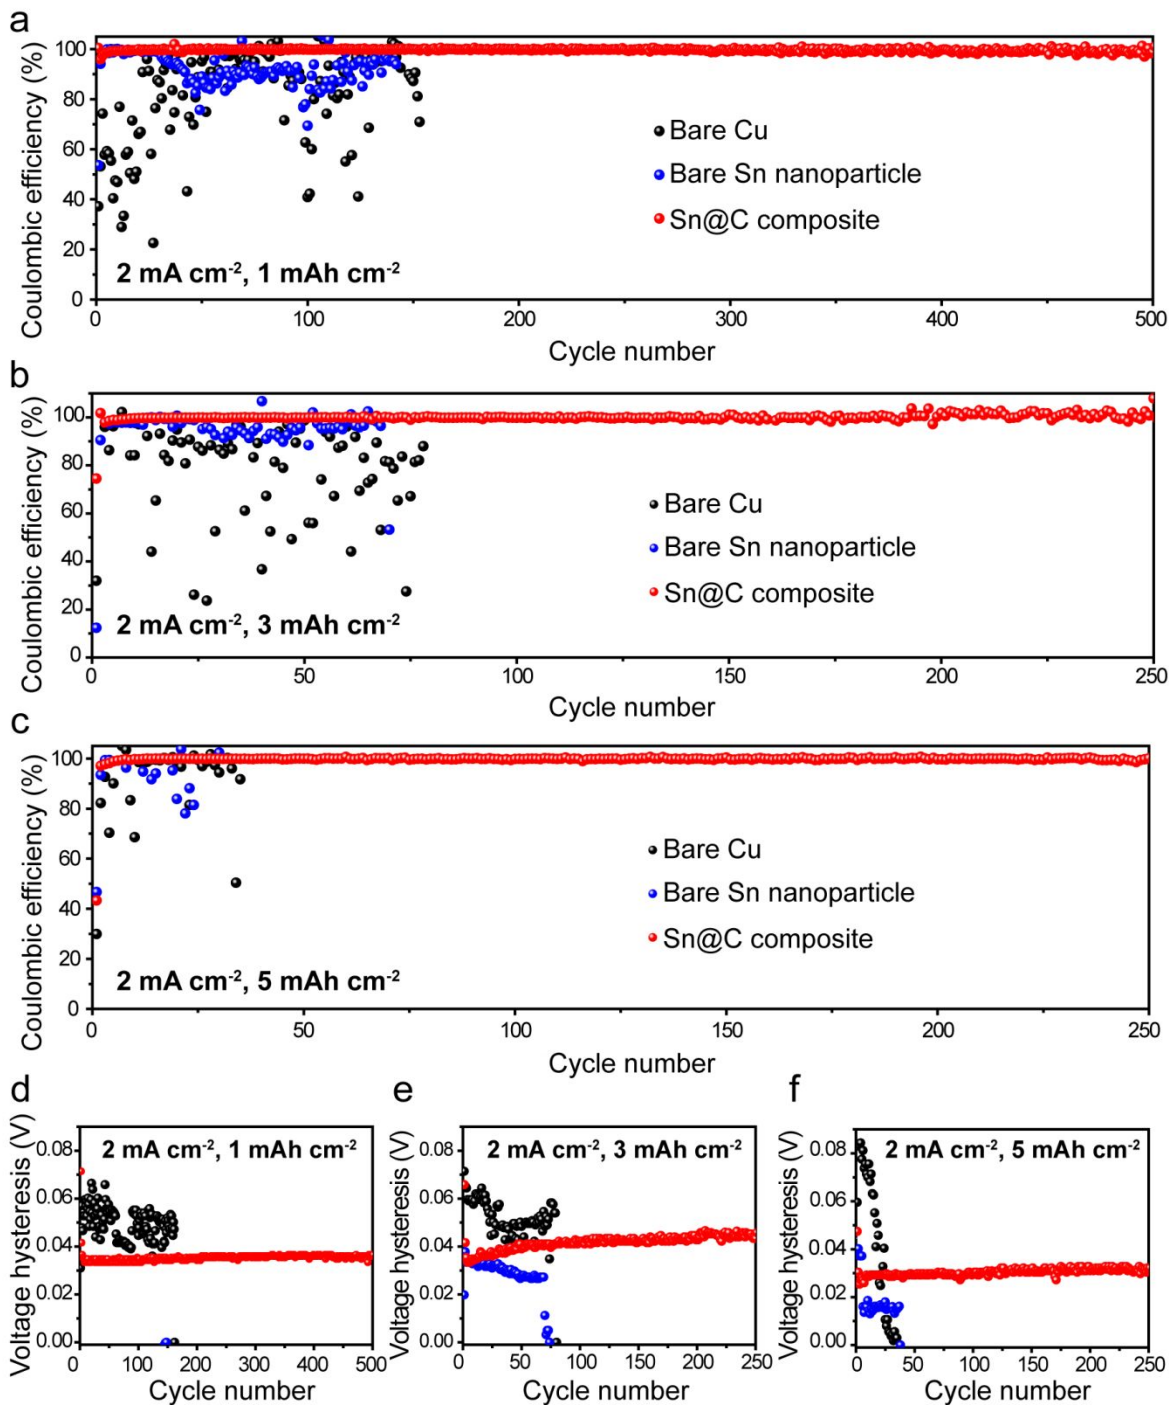 a
Coulombic efficiency (%)
100
80
60
40
20
0
Bare Cu
Bare Sn nanoparticle
Sn@C composite
2 mA cm⁻², 1 mAh cm⁻²
0 100 200 300 400 500
Cycle number
b
Coulombic efficiency (%)
100
80
60
40
20
0
Bare Cu
Bare Sn nanoparticle
Sn@C composite
2 mA cm⁻², 3 mAh cm⁻²
0 50 100 150 200 250
Cycle number
c
Coulombic efficiency (%)
100
80
60
40
20
0
Bare Cu
Bare Sn nanoparticle
Sn@C composite
2 mA cm⁻², 5 mAh cm⁻²
0 50 100 150 200 250
Cycle number
d
Voltage hysteresis (V)
2 mA cm⁻², 1 mAh cm⁻²
0.08
0.06
0.04
0.02
0.00
0 100 200 300 400 500
Cycle number
e
Voltage hysteresis (V)
2 mA cm⁻², 3 mAh cm⁻²
0.08
0.06
0.04
0.02
0.00
0 50 100 150 200 250
Cycle number
f
Voltage hysteresis (V)
2 mA cm⁻², 5 mAh cm⁻²
0.08
0.06
0.04
0.02
0.00
0 50 100 150 200 250
Cycle number